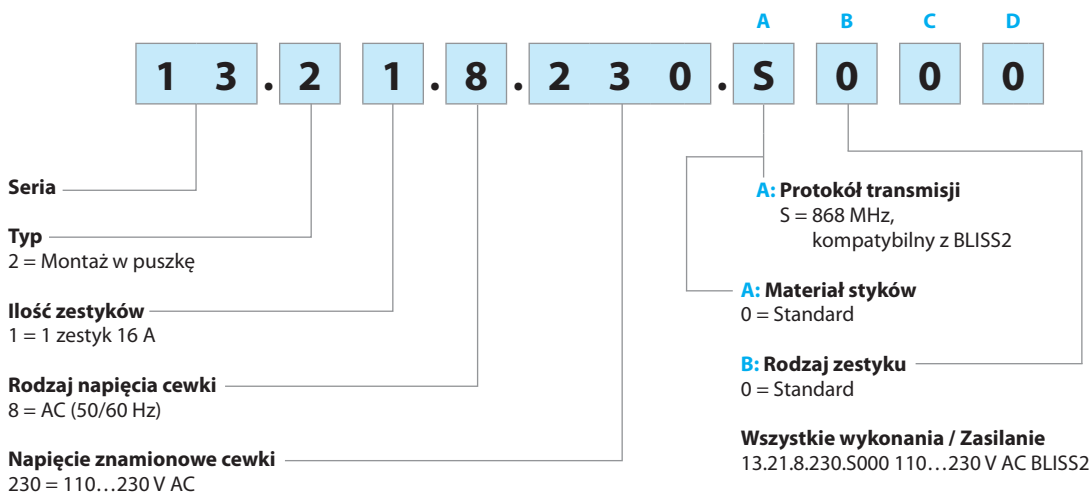 A B C D
1 3 . 2 1 . 8 . 2 3 0 . S 0 0 0
Seria
Typ
2 = Montaż w puszkę
Ilość zestyków
1 = 1 zestyk 16 A
Rodzaj napięcia cewki
8 = AC (50/60 Hz)
Napięcie znamionowe cewki
230 = 110…230 V AC
A: Protokół transmisji
S = 868 MHz,
kompatybilny z BLISS2
A: Materiał styków
0 = Standard
B: Rodzaj zestyku
0 = Standard
Wszystkie wykonania / Zasilanie
13.21.8.230.S000 110…230 V AC BLISS2